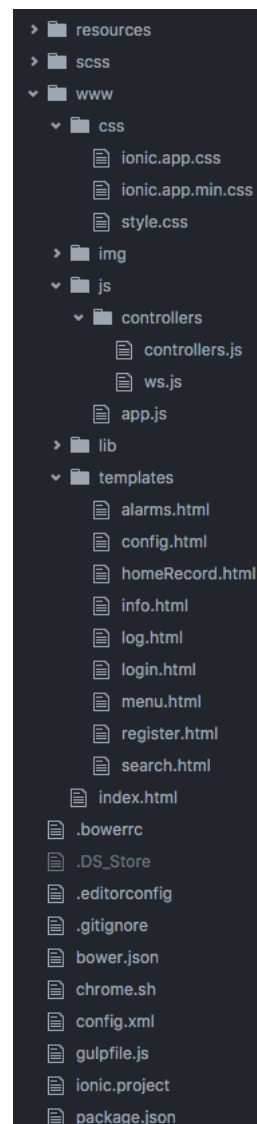 resources
scss
www
css
ionic.app.css
ionic.app.min.css
style.css
img
js
controllers
controllers.js
ws.js
app.js
lib
templates
alarms.html
config.html
homeRecord.html
info.html
log.html
login.html
menu.html
register.html
search.html
index.html
.bowerrc
.DS_Store
.editorconfig
.gitignore
bower.json
chrome.sh
config.xml
gulpfile.js
ionic.project
package.json